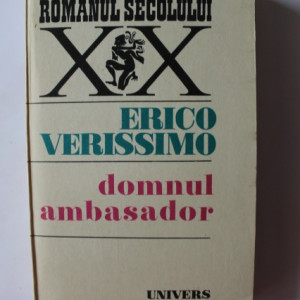 ROMANUL SECOLULUI
XX
ERICO
VERISSIMO
domnul
ambasador
UNIVERS